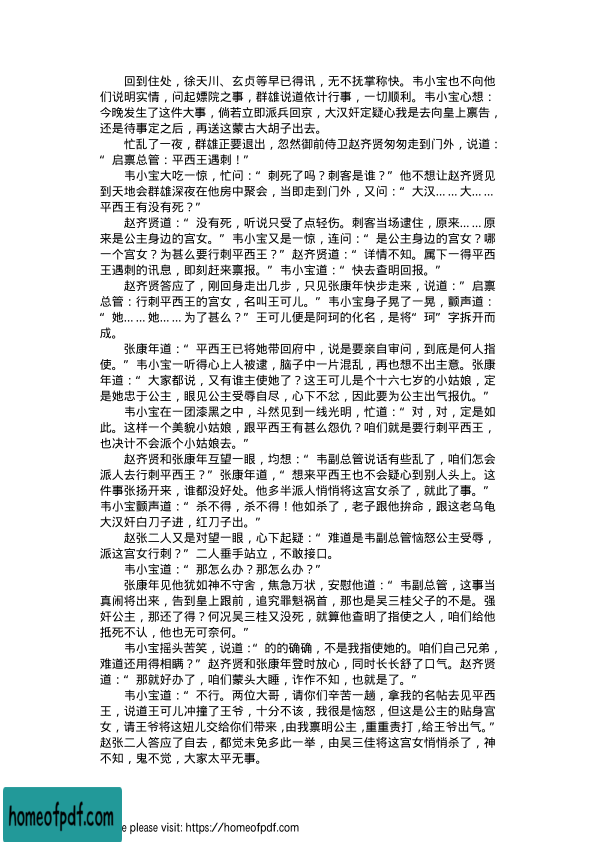 回到住处，徐天川、玄贞等早已得讯，无不抚掌称快。韦小宝也不向他
们说明实情，问起嫖院之事，群雄说道依计行事，一切顺利。韦小宝心想：
今晚发生了这件大事，倘若立即派兵回京，大汉奸定疑心我是去向皇上禀告，
还是待事定之后，再送这蒙古大胡子出去。
忙乱了一夜，群雄正要退出，忽然御前侍卫赵齐贤匆匆走到门外，说道：
“启禀总管：平西王遇刺！”
韦小宝大吃一惊，忙问：“刺死了吗？刺客是谁？”他不想让赵齐贤见
到天地会群雄深夜在他房中聚会，当即走到门外，又问：“大汉……大……
平西王有没有死？”
赵齐贤道：“没有死，听说只受了点轻伤。刺客当场逮住，原来……原
来是公主身边的宫女。”韦小宝又是一惊，连问：“是公主身边的宫女？哪
一个宫女？为甚么要行刺平西王？”赵齐贤道：“详情不知。属下一得平西
王遇刺的讯息，即刻赶来禀报。”韦小宝道：“快去查明回报。”
赵齐贤答应了，刚回身走出几步，只见张康年快步走来，说道：“启禀
总管：行刺平西王的宫女，名叫王可儿。”韦小宝身子晃了一晃，颤声道：
“她……她……为了甚么？”王可儿便是阿珂的化名，是将“珂”字拆开而
成。
张康年道：“平西王已将她带回府中，说是要亲自审问，到底是何人指
使。”韦小宝一听得心上人被逮，脑子中一片混乱，再也想不出主意。张康
年道：“大家都说，又有谁主使她了？这王可儿是个十六七岁的小姑娘，定
是她忠于公主，眼见公主受辱自尽，心下不忿，因此要为公主出气报仇。”
韦小宝在一团漆黑之中，斗然见到一线光明，忙道：“对，对，定是如
此。这样一个美貌小姑娘，跟平西王有甚么怨仇？咱们就是要行刺平西王，
也决计不会派个小姑娘去。”
赵齐贤和张康年互望一眼，均想：“韦副总管说话有些乱了，咱们怎会
派人去行刺平西王？”张康年道，“想来平西王也不会疑心到别人头上。这
件事张扬开来，谁都没好处。他多半派人悄悄将这宫女杀了，就此了事。”
韦小宝颤声道：“杀不得，杀不得！他如杀了，老子跟他拚命，跟这老乌龟
大汉奸白刀子进，红刀子出。”
赵张二人又是对望一眼，心下起疑：“难道是韦副总管恼怒公主受辱，
派这宫女行刺？”二人垂手站立，不敢接口。
韦小宝道：“那怎么办？那怎么办？”
张康年见他犹如神不守舍，焦急万状，安慰他道：“韦副总管，这事当
真闹将出来，告到皇上跟前，追究罪魁祸首，那也是吴三桂父子的不是。强
奸公主，那还了得？何况吴三桂又没死，就算他查明了指使之人，咱们给他
抵死不认，他也无可奈何。”
韦小宝摇头苦笑，说道：“的的确确，不是我指使她的。咱们自己兄弟，
难道还用得相瞒？”赵齐贤和张康年登时放心，同时长长舒了口气。赵齐贤
道：“那就好办了，咱们蒙头大睡，诈作不知，也就是了。”
韦小宝道：“不行。两位大哥，请你们辛苦一趟，拿我的名帖去见平西
王，说道王可儿冲撞了王爷，十分不该，我很是恼怒，但这是公主的贴身宫
女，请王爷将这妞儿交给你们带来，由我禀明公主，重重责打，给王爷出气。”
赵张二人答应了自去，都觉未免多此一举，由吴三佳将这宫女悄悄杀了，神
不知，鬼不觉，大家太平无事。
homeofpdf.com
e please visit: https://homeofpdf.com